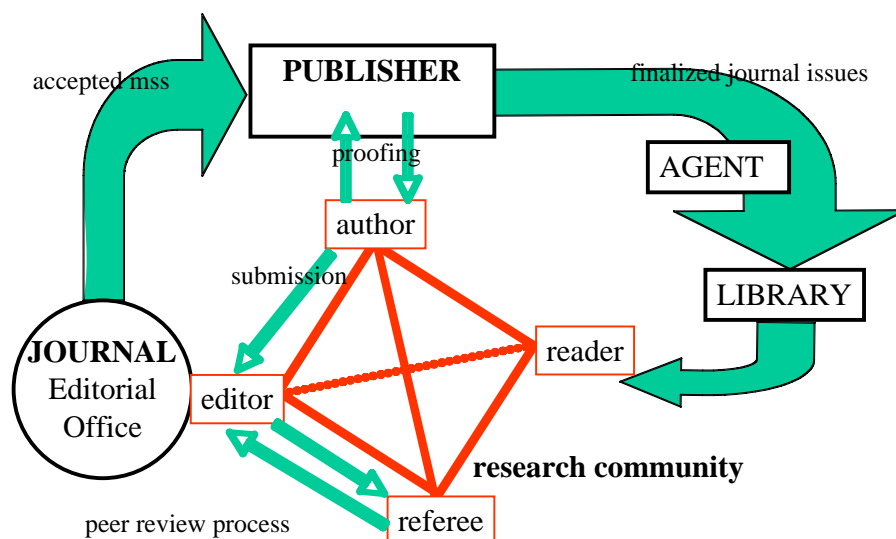 PUBLISHER
accepted mss
finalized journal issues
proofing
AGENT
author
submission
LIBRARY
JOURNAL
Editorial
Office
editor
reader
research community
peer review process
referee